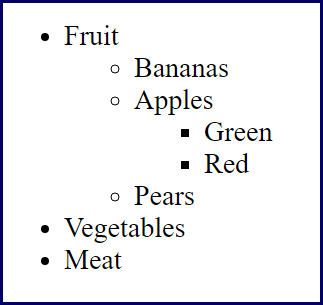 Fruit
Bananas
Apples
Green
Red
Pears
Vegetables
Meat